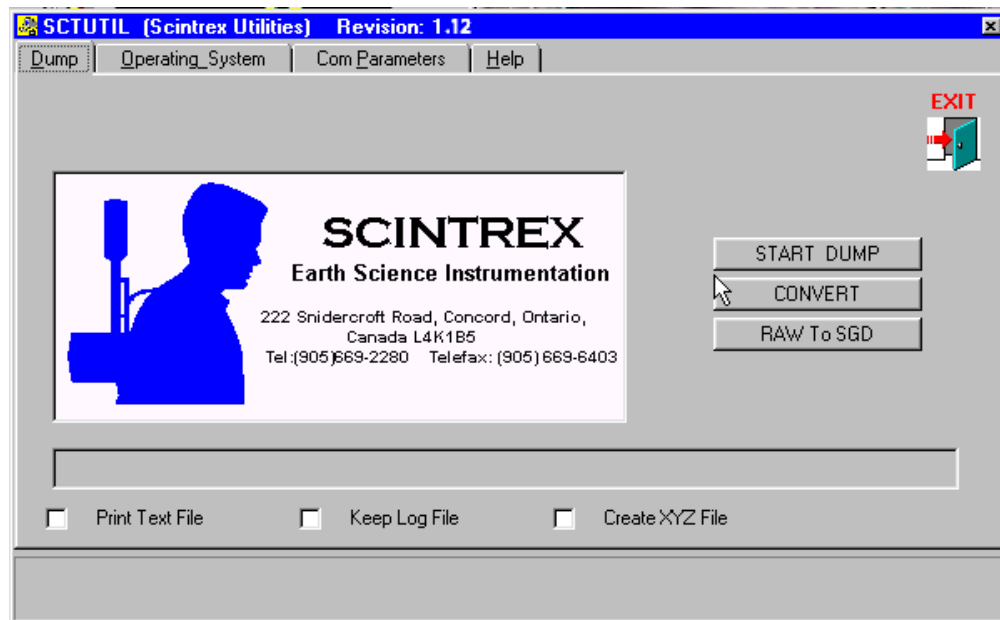 SCTUTIL (Scintrex Utilities) Revision: 1.12
Dump Operating_System Com Parameters Help
EXIT
SCINTREX
Earth Science Instrumentation
222 Snidercroft Road, Concord, Ontario,
Canada L4K1B5
Tel:(905)669-2280 Telefax: (905) 669-6403
START DUMP
CONVERT
RAW To SGD
Print Text File Keep Log File Create XYZ File